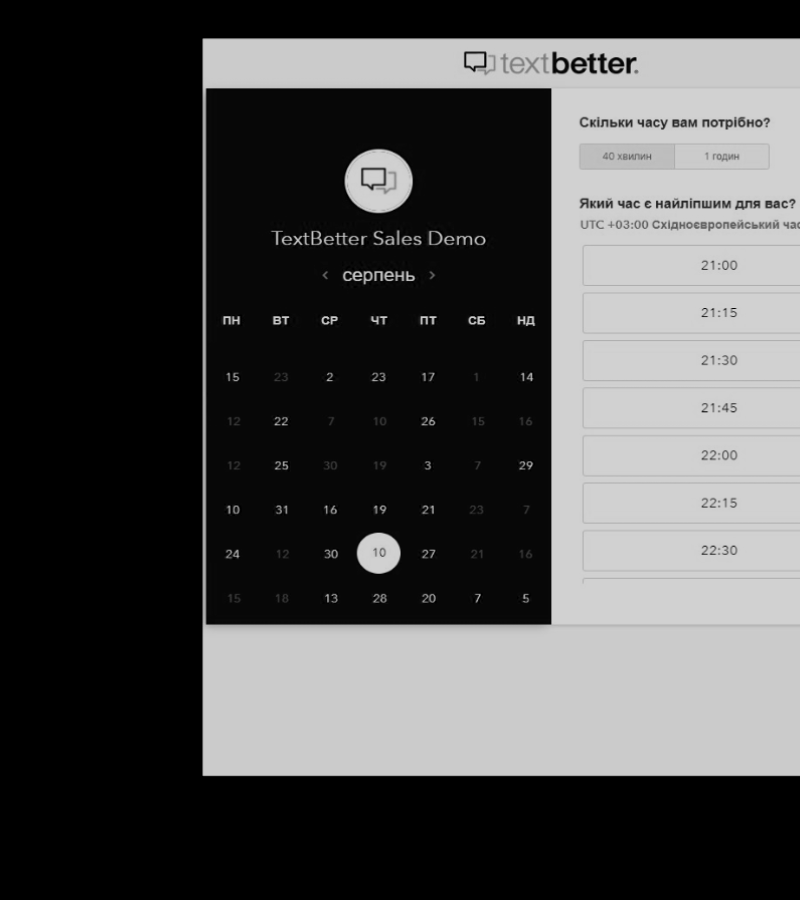 textbetter.
TextBetter Sales Demo
‹ серпень ›
ПН ВТ СР ЧТ ПТ СБ НД
15 23 2 23 17 1 14
12 22 7 10 26 15 16
12 25 30 19 3 7 29
10 31 16 19 21 23 7
24 12 30 10 27 21 16
15 18 13 28 20 7 5
Скільки часу вам потрібно?
40 хвилин 1 годин
Який час є найліпшим для вас?
UTC +03:00 Східноєвропейський час
21:00
21:15
21:30
21:45
22:00
22:15
22:30